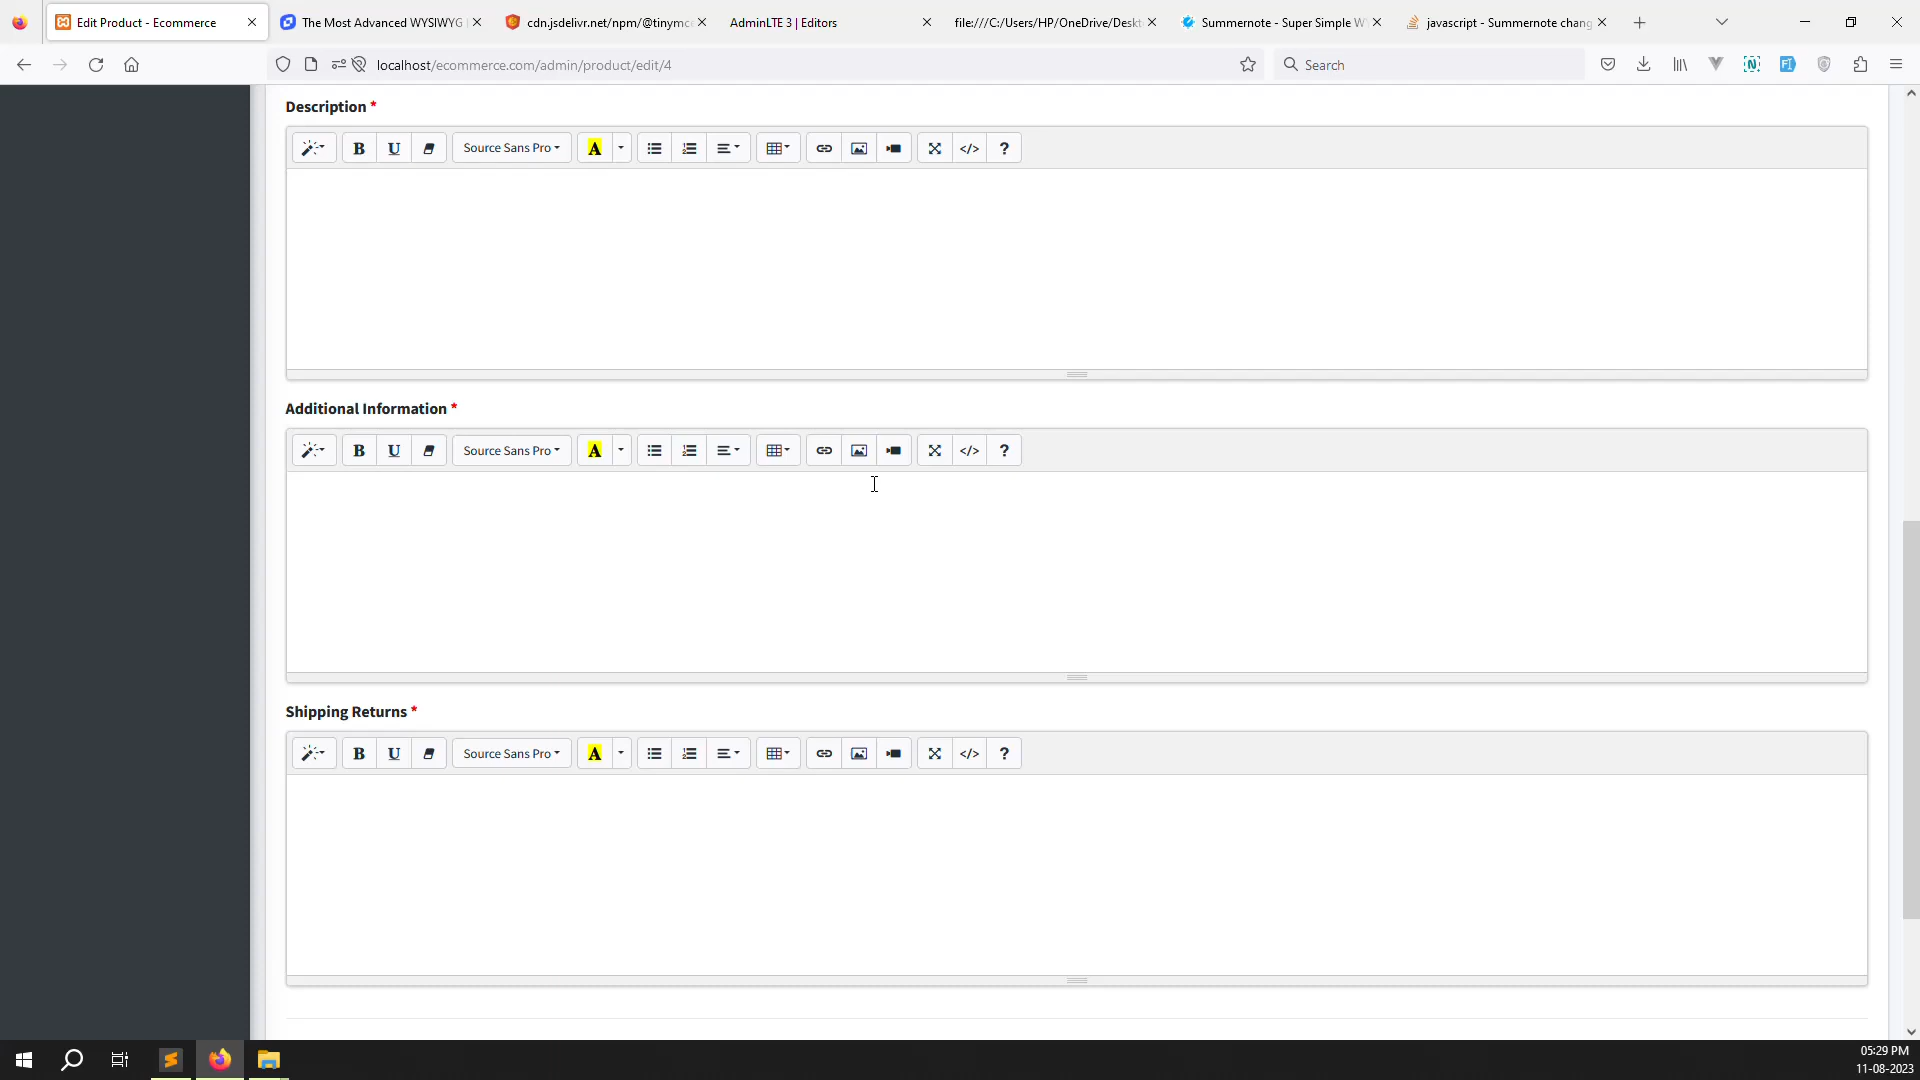 Edit Product - Ecommerce
The Most Advanced WYSIWYG
cdn.jsdelivr.net/npm/@tinymc
AdminLTE 3 | Editors
file:///C:/Users/HP/OneDrive/Deskt
Summernote - Super Simple W
javascript - Summernote chang
localhost/ecommerce.com/admin/product/edit/4
Search
Description *
B U Source Sans Pro A </> ?
Additional Information *
B U Source Sans Pro A </> ?
Shipping Returns *
B U Source Sans Pro A </> ?
05:29 PM
11-08-2023